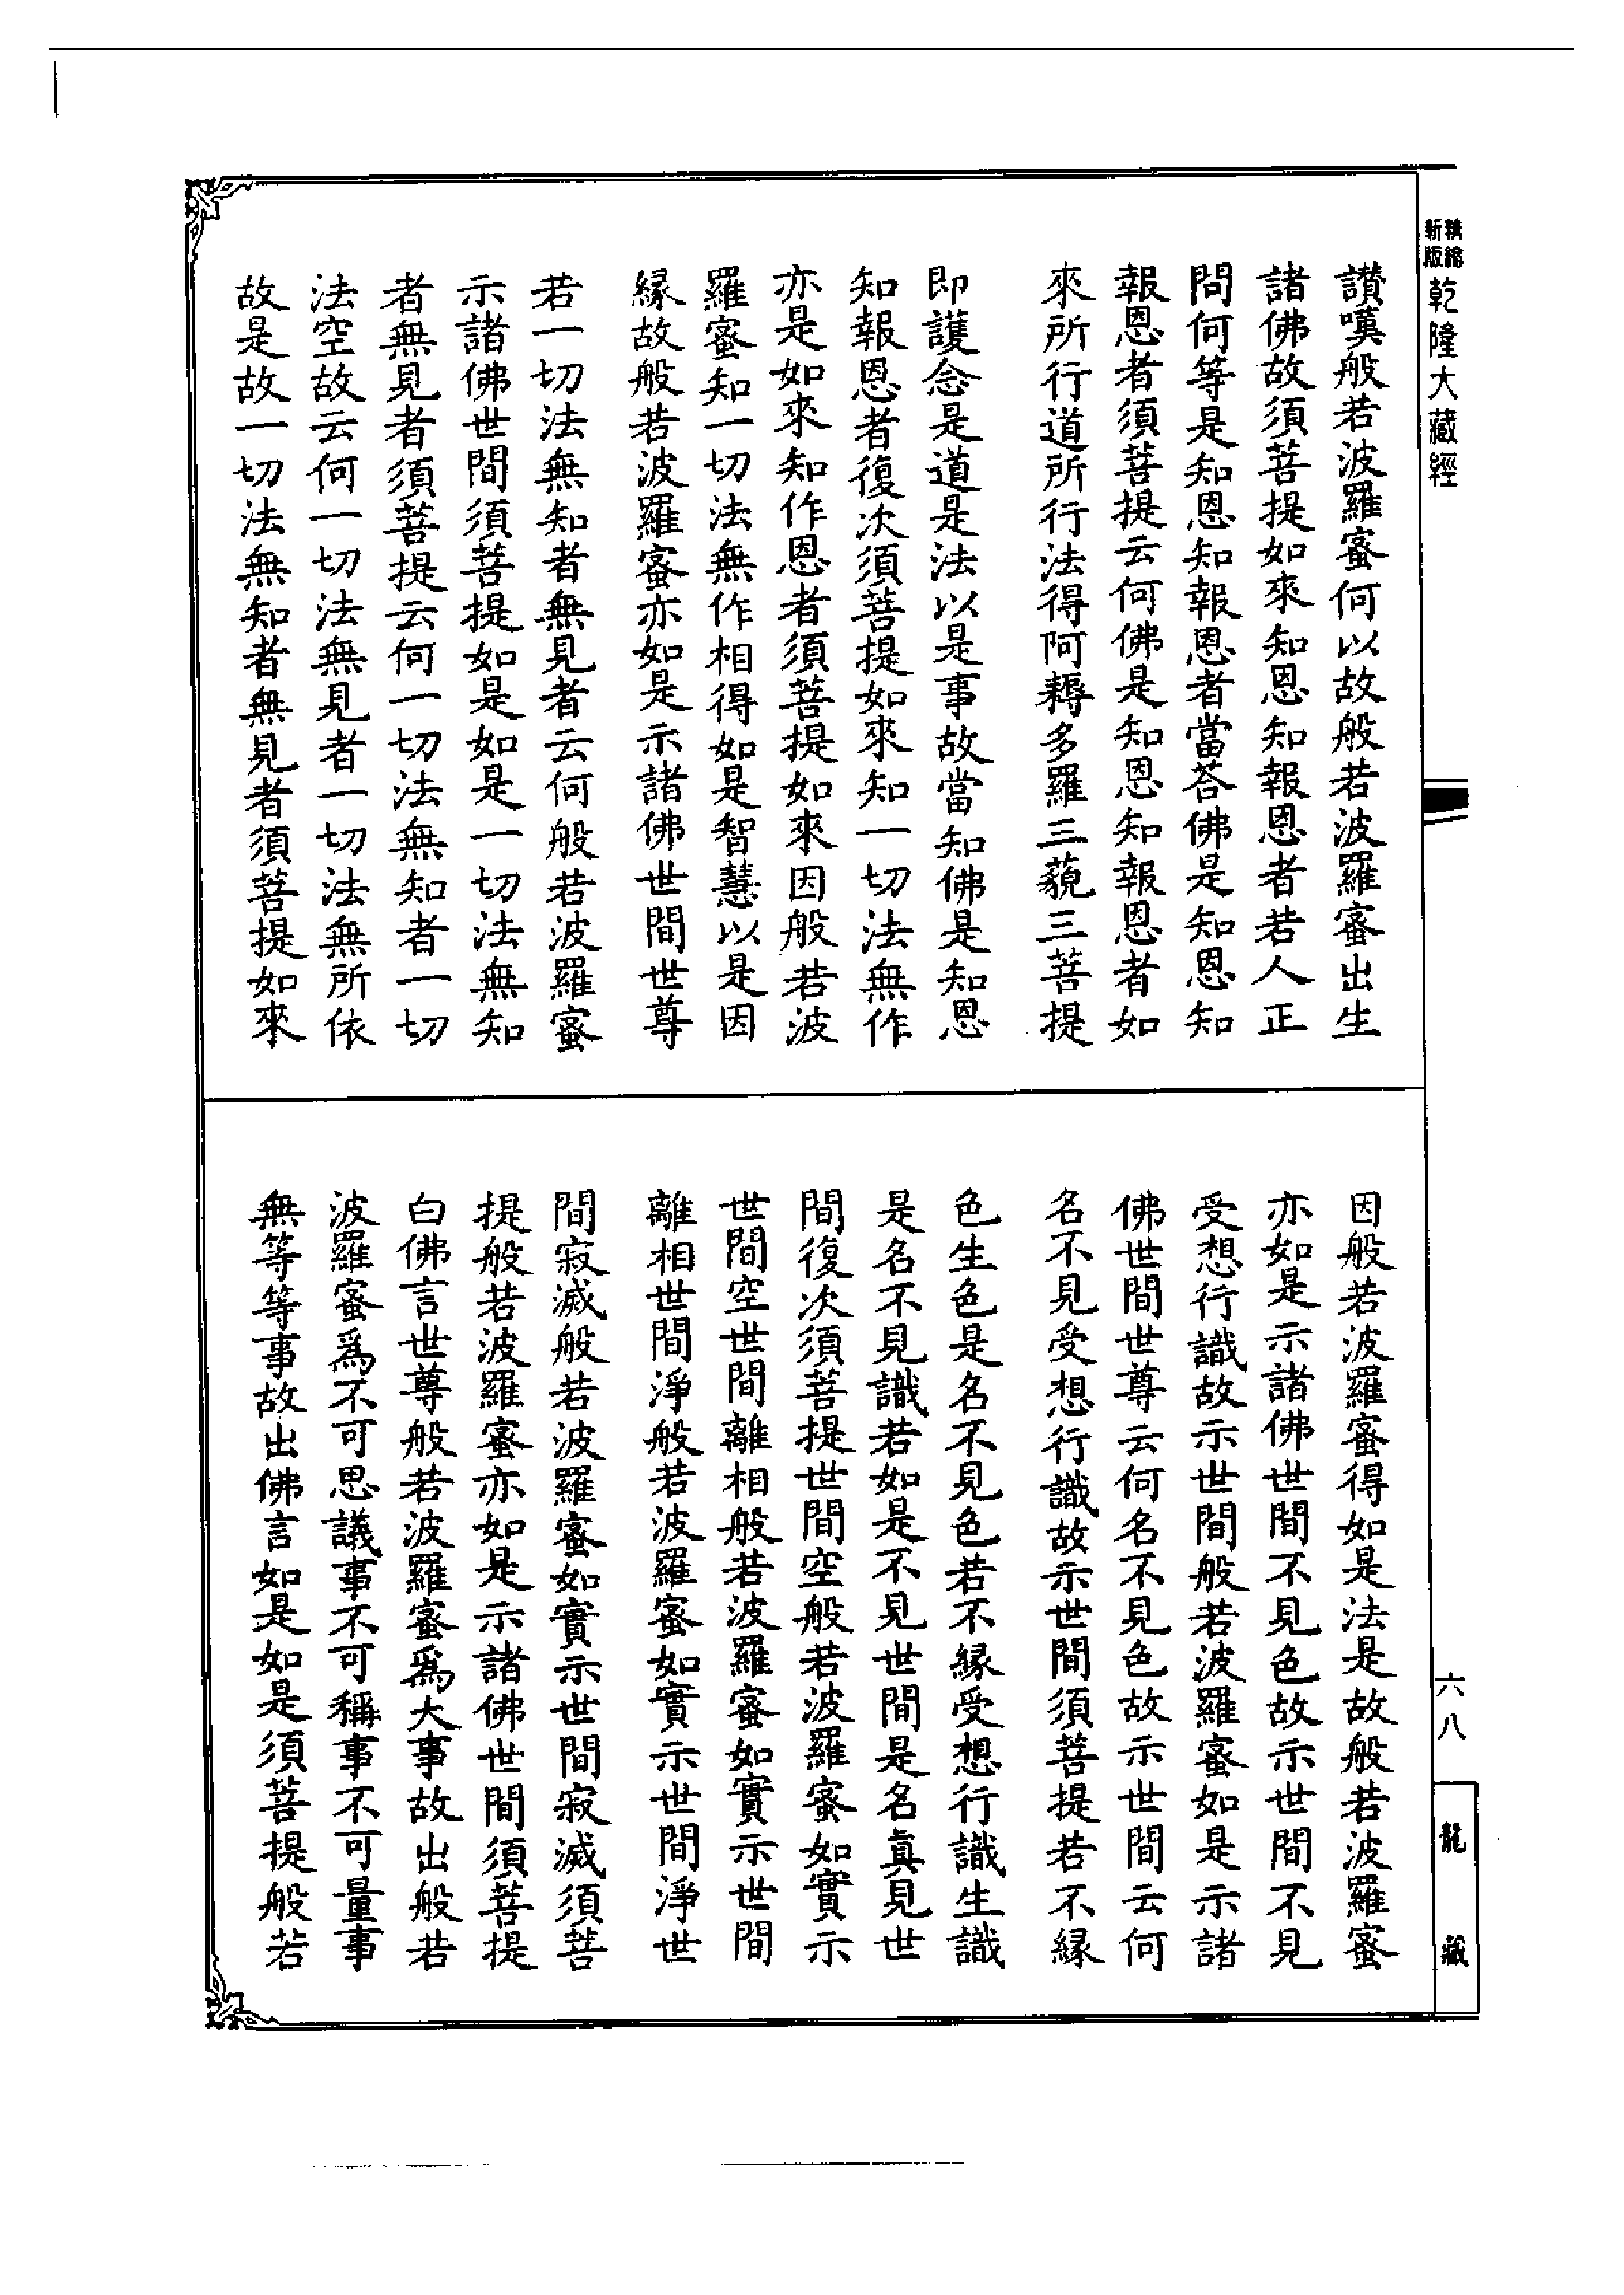 精縮
新版
乾隆大藏經
讚嘆般若波羅蜜何以故般若波羅蜜出生
諸佛故須菩提如來知恩知報恩者若人正
問何等是知恩知報恩者當荅佛是知恩知
報恩者須菩提云何佛是知恩知報恩者如
來所行道所行法得阿耨多羅三藐三菩提
即護念是道是法以是事故當知佛是知恩
知報恩者復次須菩提如來知一切法無作
亦是如來知作恩者須菩提如來因般若波
羅蜜知一切法無作相得如是智慧以是因
緣故般若波羅蜜亦如是示諸佛世間世尊
若一切法無知者無見者云何般若波羅蜜
示諸佛世間須菩提如是如是一切法無知
者無見者須菩提云何一切法無知者一切
法空故云何一切法無見者一切法無所依
故是故一切法無知者無見者須菩提如來
因般若波羅蜜得如是法是故般若波羅蜜
亦如是示諸佛世間不見色故示世間不見
受想行識故示世間般若波羅蜜如是示諸
佛世間世尊云何名不見色故示世間云何
名不見受想行識故示世間須菩提若不緣
色生色是名不見色若不緣受想行識生識
是名不見識若如是不見世間是名真見世
間復次須菩提世間空般若波羅蜜如實示
世間空世間離相般若波羅蜜如實示世間
離相世間淨般若波羅蜜如實示世間淨世
間寂滅般若波羅蜜如實示世間寂滅須菩
提般若波羅蜜亦如是示諸佛世間須菩提
白佛言世尊般若波羅蜜爲大事故出般若
波羅蜜爲不可思議事不可稱事不可量事
無等等事故出佛言如是如是須菩提般若
六八
龍藏